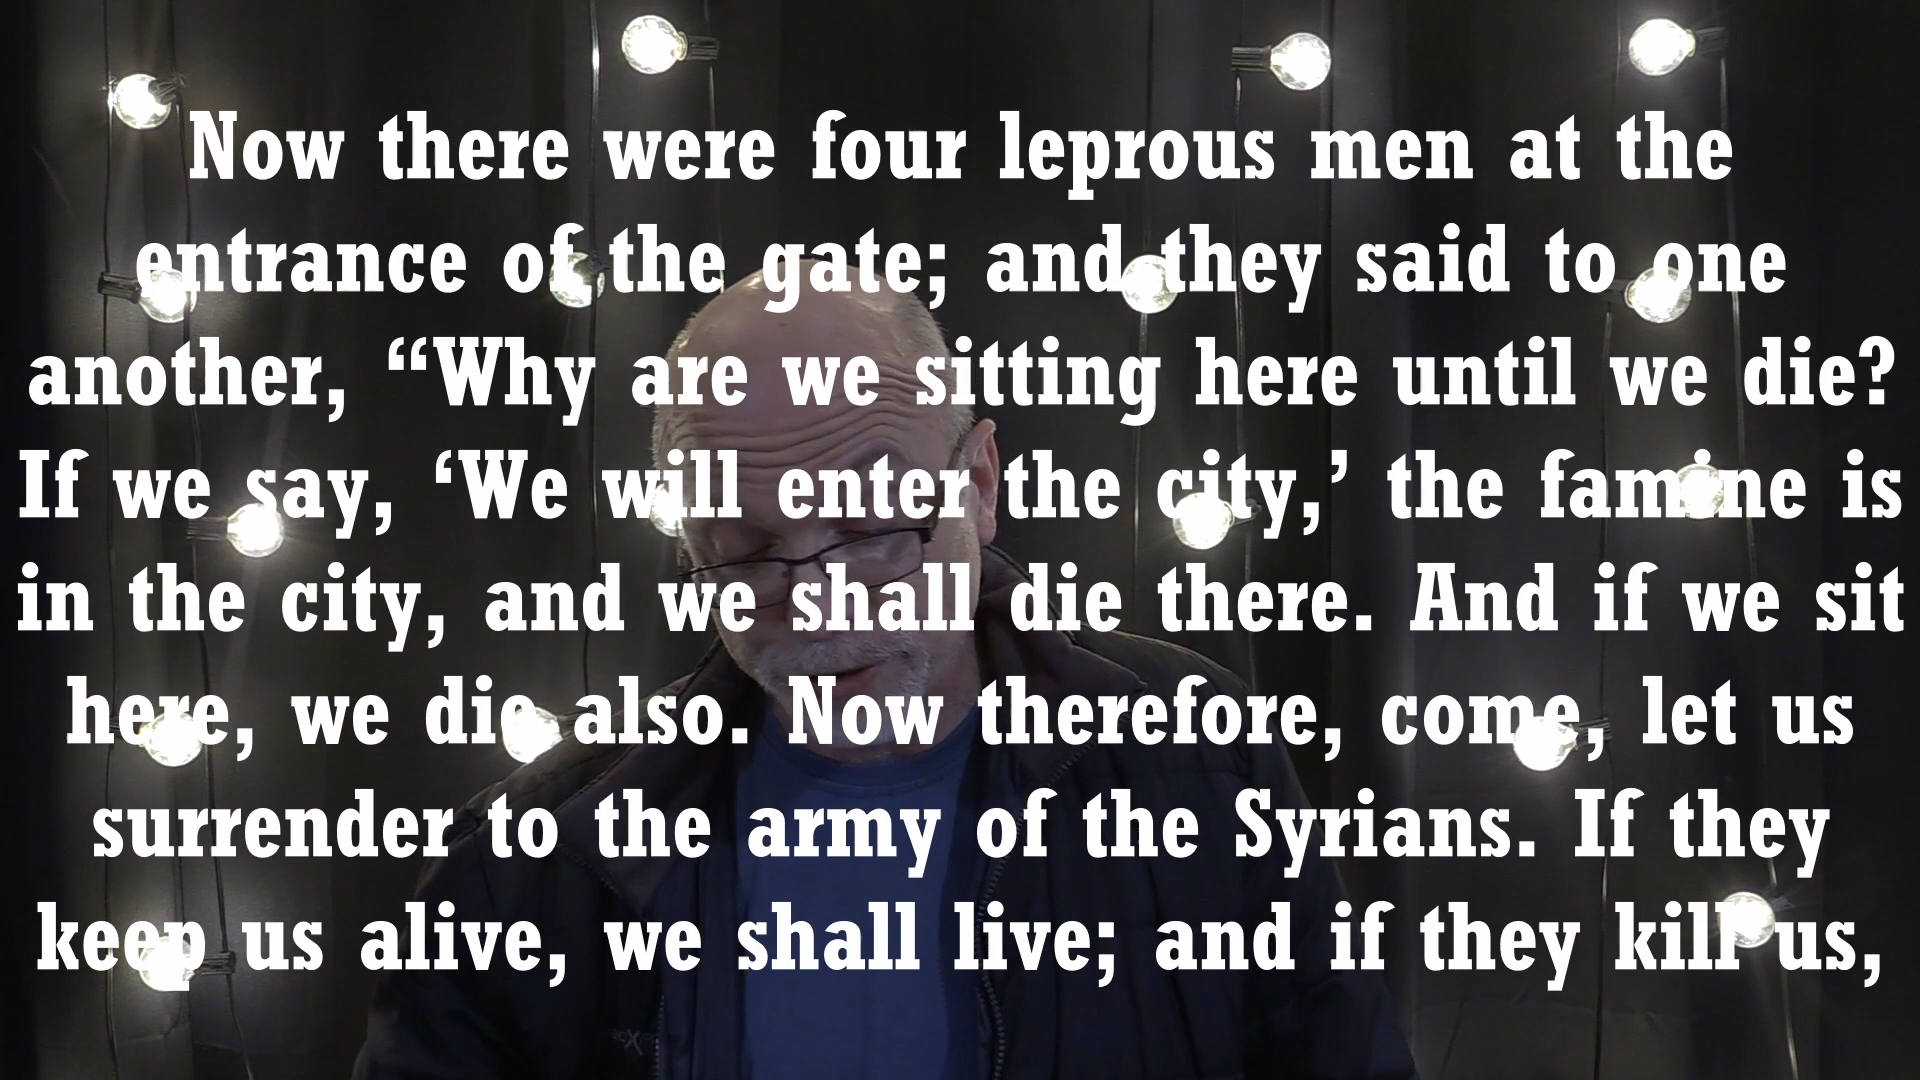 Now there were four leprous men at the
entrance of the gate; and they said to one
another, “Why are we sitting here until we die?
If we say, ‘We will enter the city,’ the famine is
in the city, and we shall die there. And if we sit
here, we die also. Now therefore, come, let us
surrender to the army of the Syrians. If they
keep us alive, we shall live; and if they kill us,